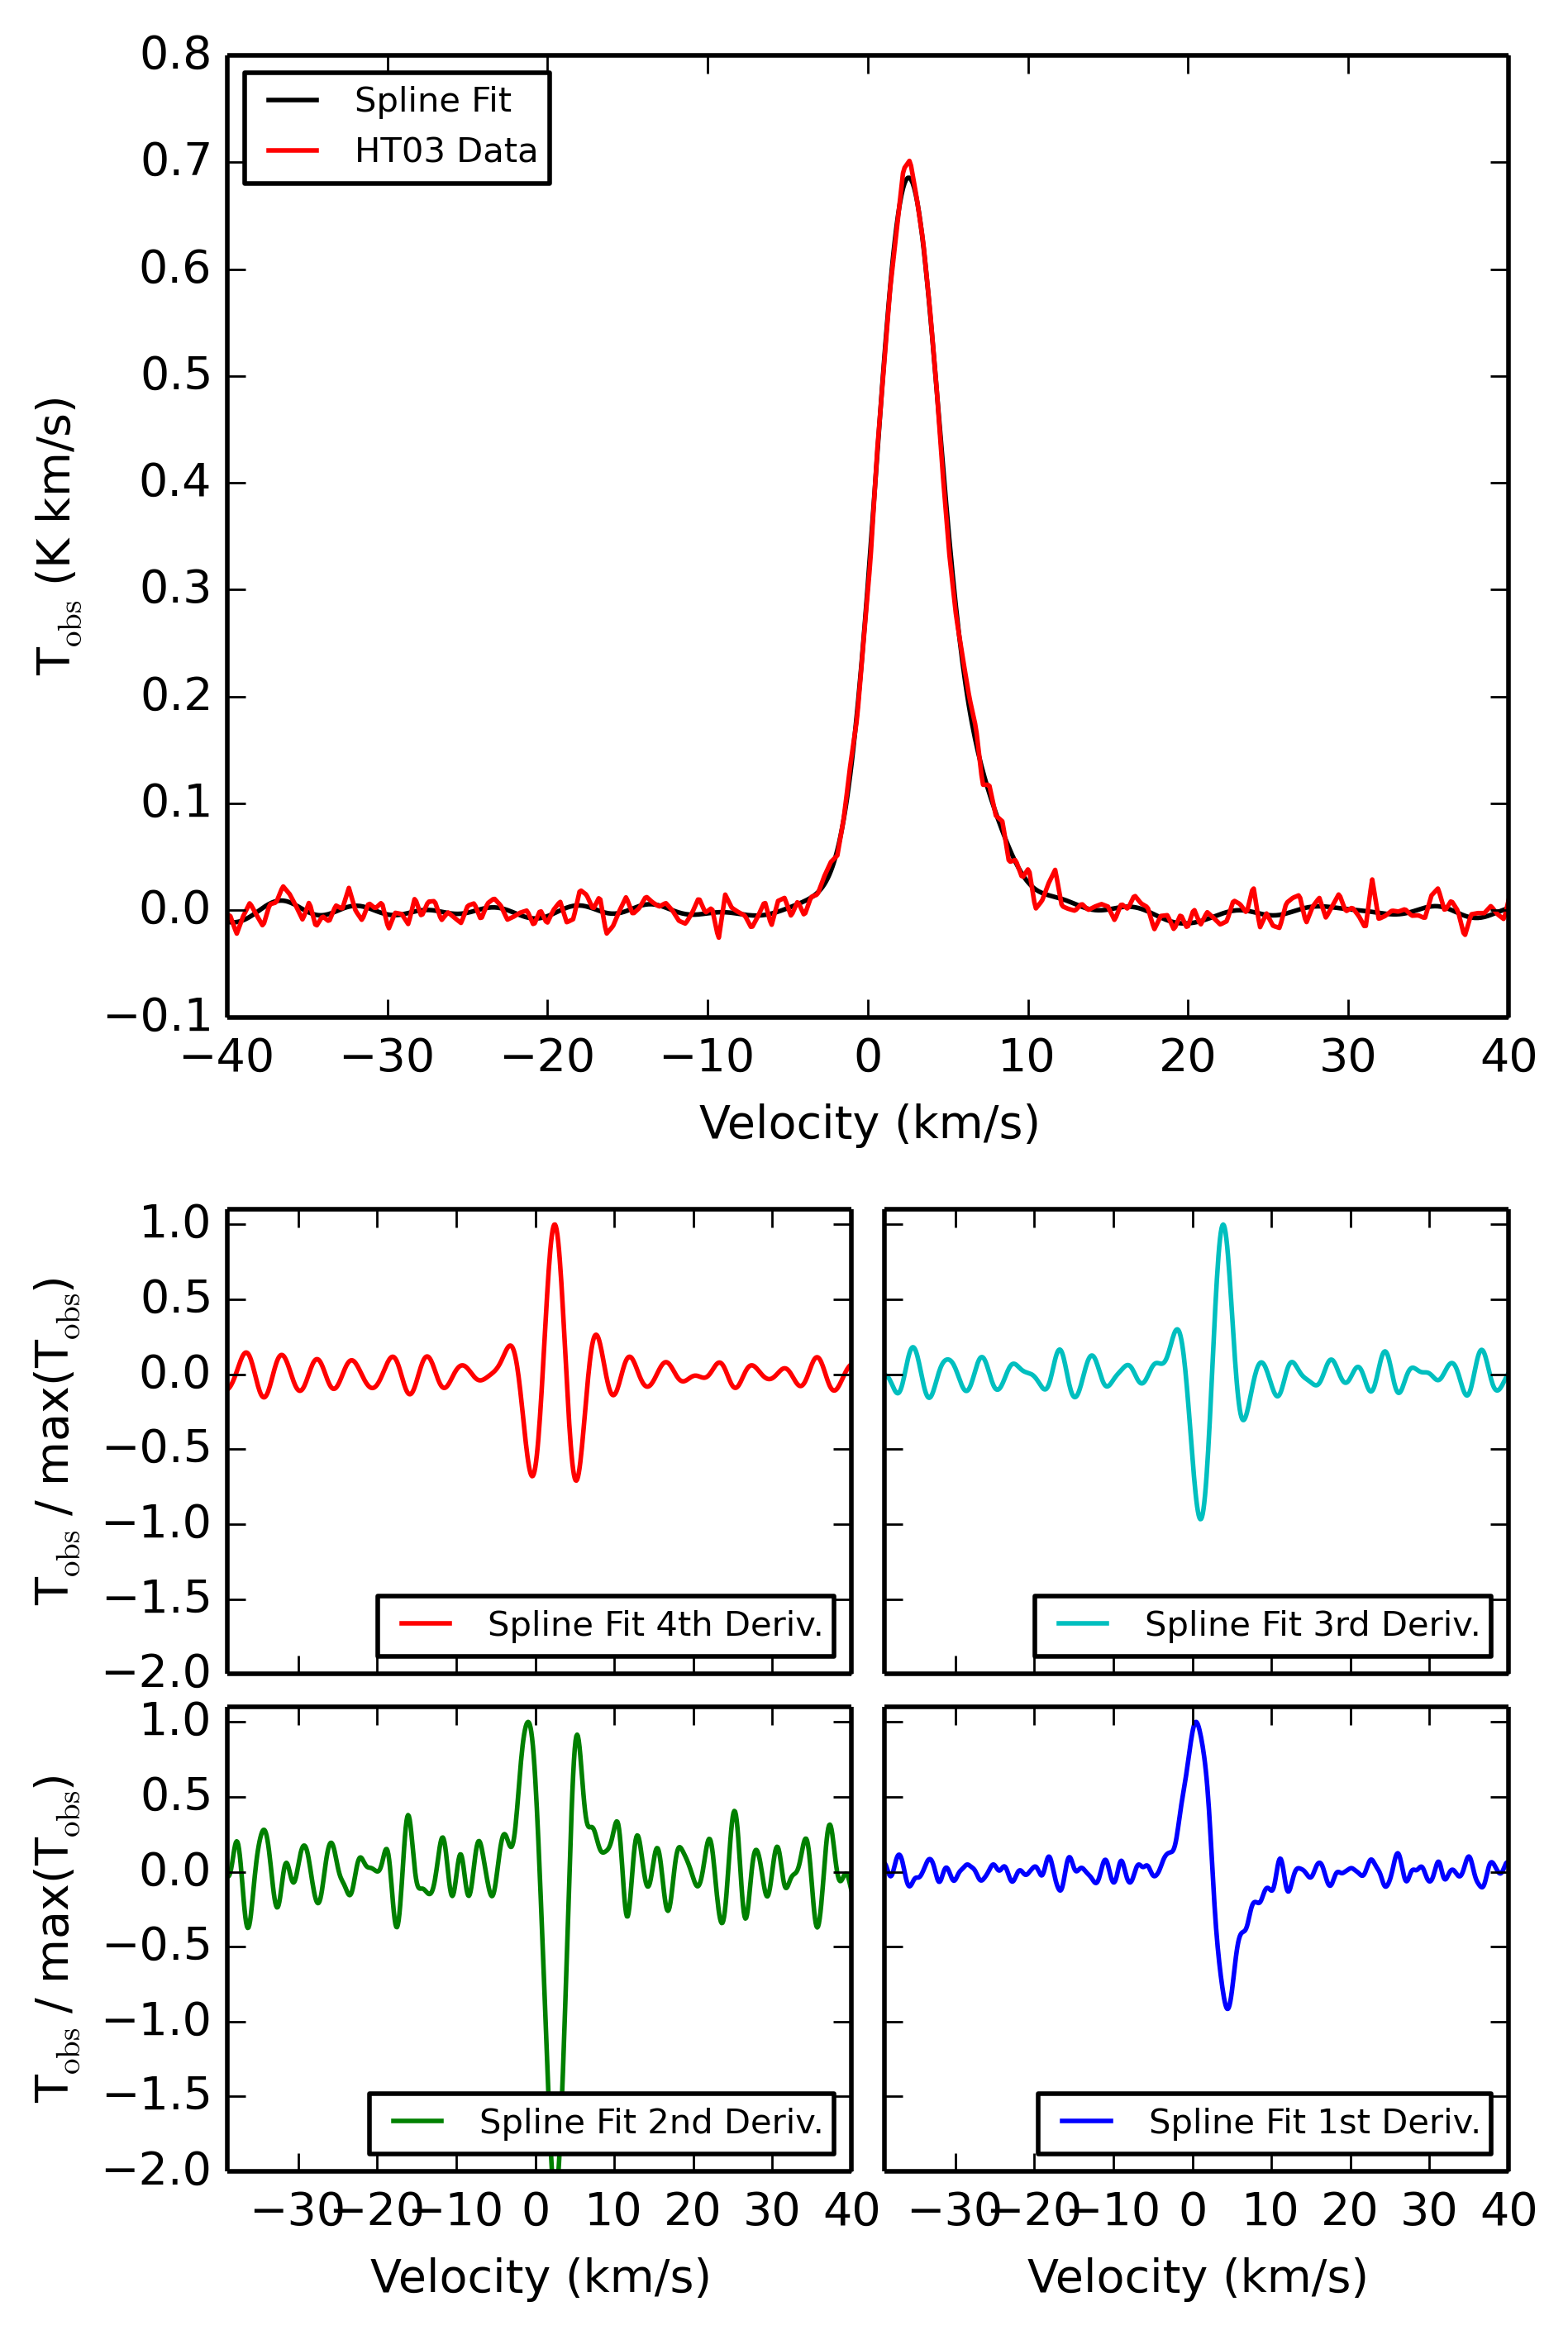 0.8
0.7
0.6
0.5
0.4
0.3
0.2
0.1
0.0
−0.1
Spline Fit
HT03 Data
T_obs (K km/s)
−40 −30 −20 −10 0 10 20 30 40
Velocity (km/s)
1.0
0.5
0.0
−0.5
−1.0
−1.5
−2.0
T_obs / max(T_obs)
Spline Fit 4th Deriv.
Spline Fit 3rd Deriv.
1.0
0.5
0.0
−0.5
−1.0
−1.5
−2.0
T_obs / max(T_obs)
Spline Fit 2nd Deriv.
Spline Fit 1st Deriv.
−30 −20 −10 0 10 20 30 40
−30 −20 −10 0 10 20 30 40
Velocity (km/s)
Velocity (km/s)